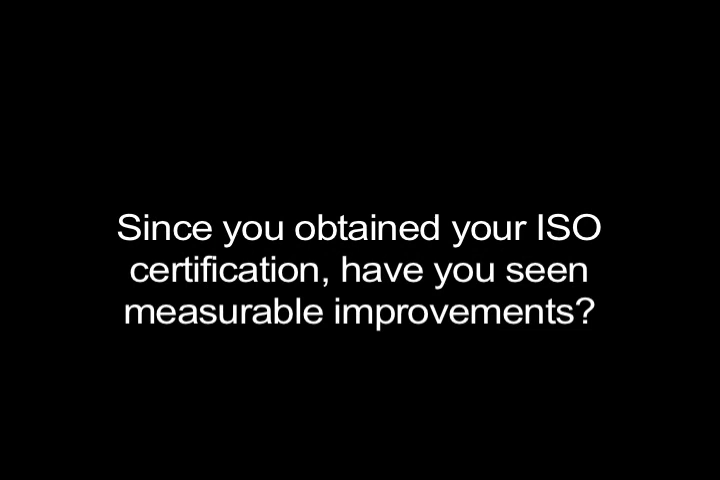 Since you obtained your ISO
certification, have you seen
measurable improvements?